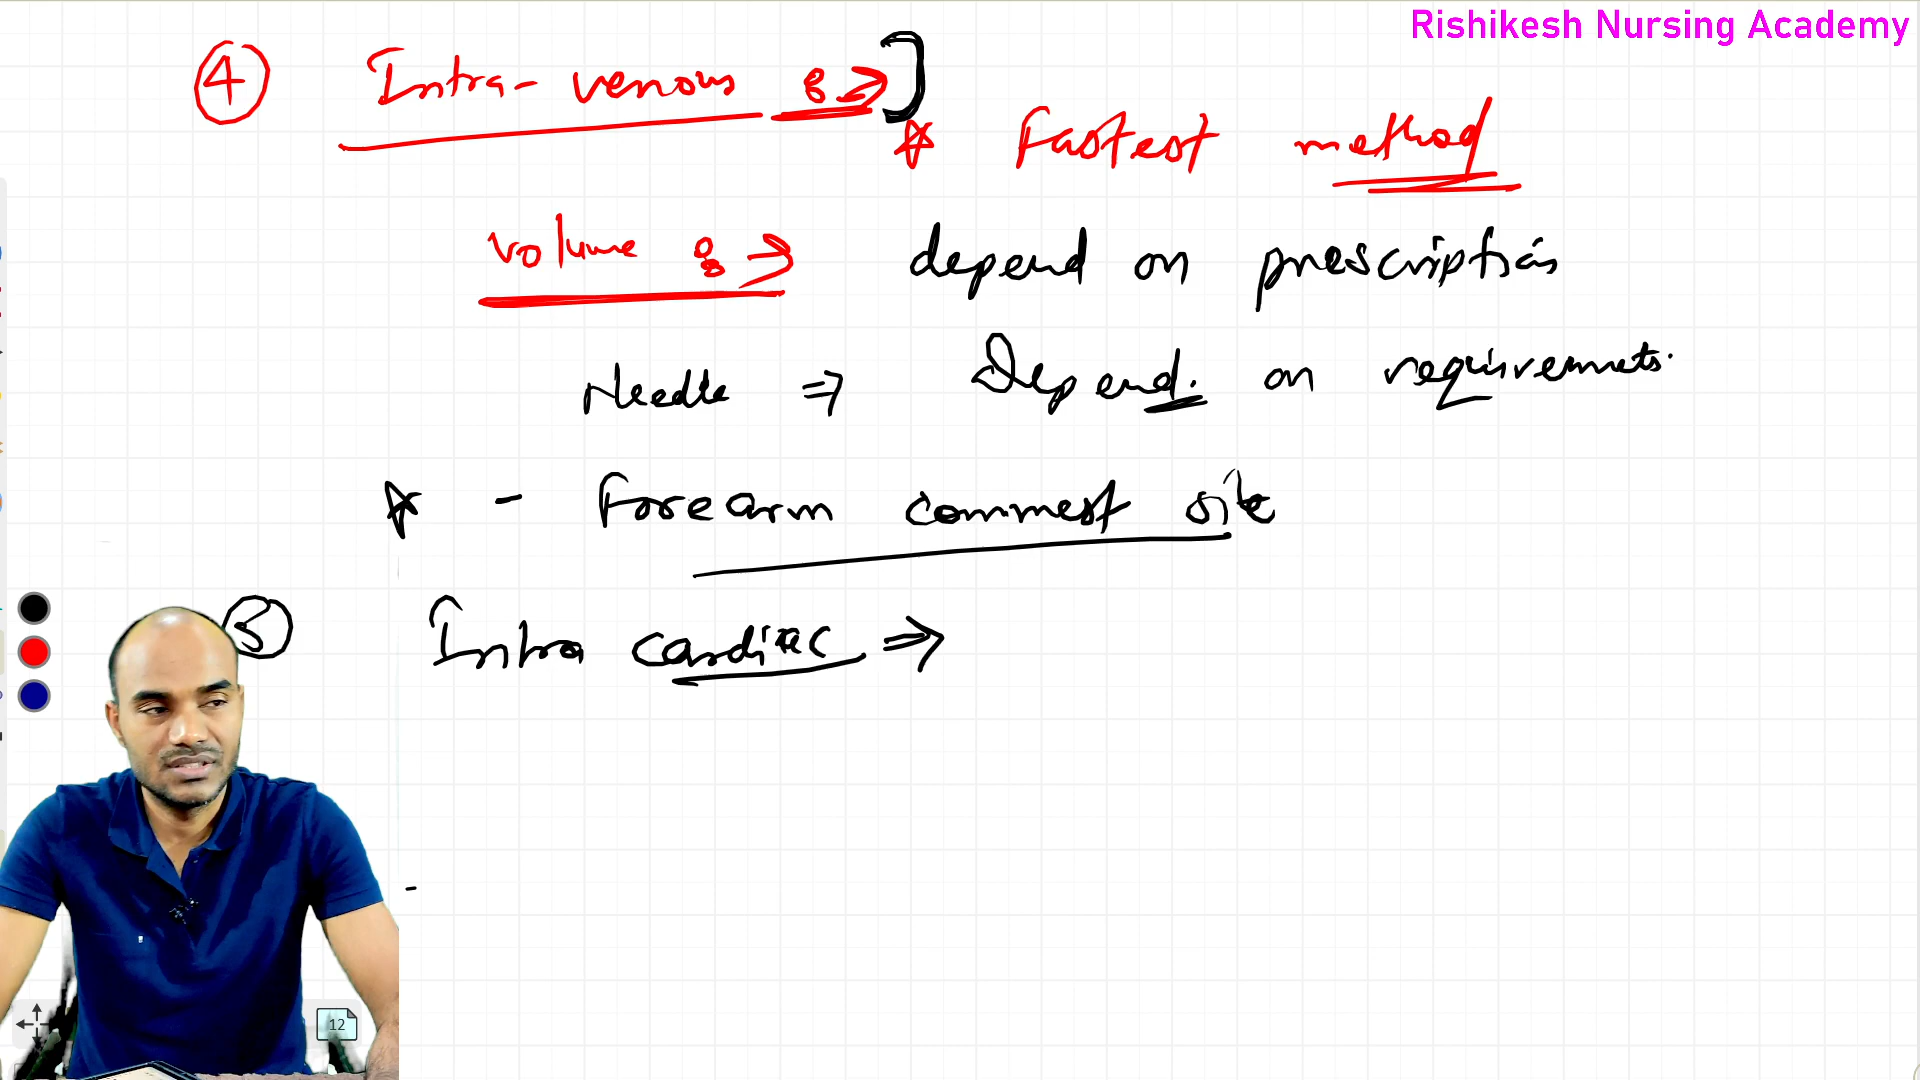 Rishikesh Nursing Academy
④ Intra-venous :→]
☆ Fastest method
volume :→ depend on prescription
Needle ⇒ Depend. on requirements.
☆ - Forearm commest site
⑤ Intra cardiac ⇒
-
12